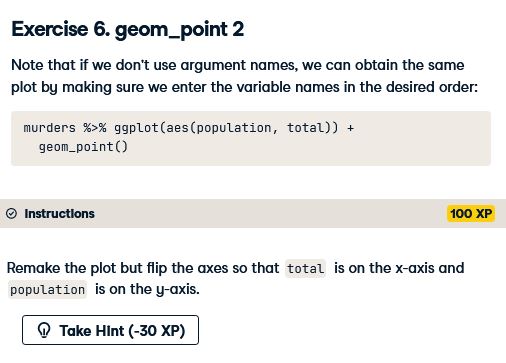 Exercise 6. geom_point 2
Note that if we don't use argument names, we can obtain the same
plot by making sure we enter the variable names in the desired order:
murders %>% ggplot(aes(population, total)) +
  geom_point()
Instructions 100 XP
Remake the plot but flip the axes so that total is on the x-axis and
population is on the y-axis.
Take Hint (-30 XP)